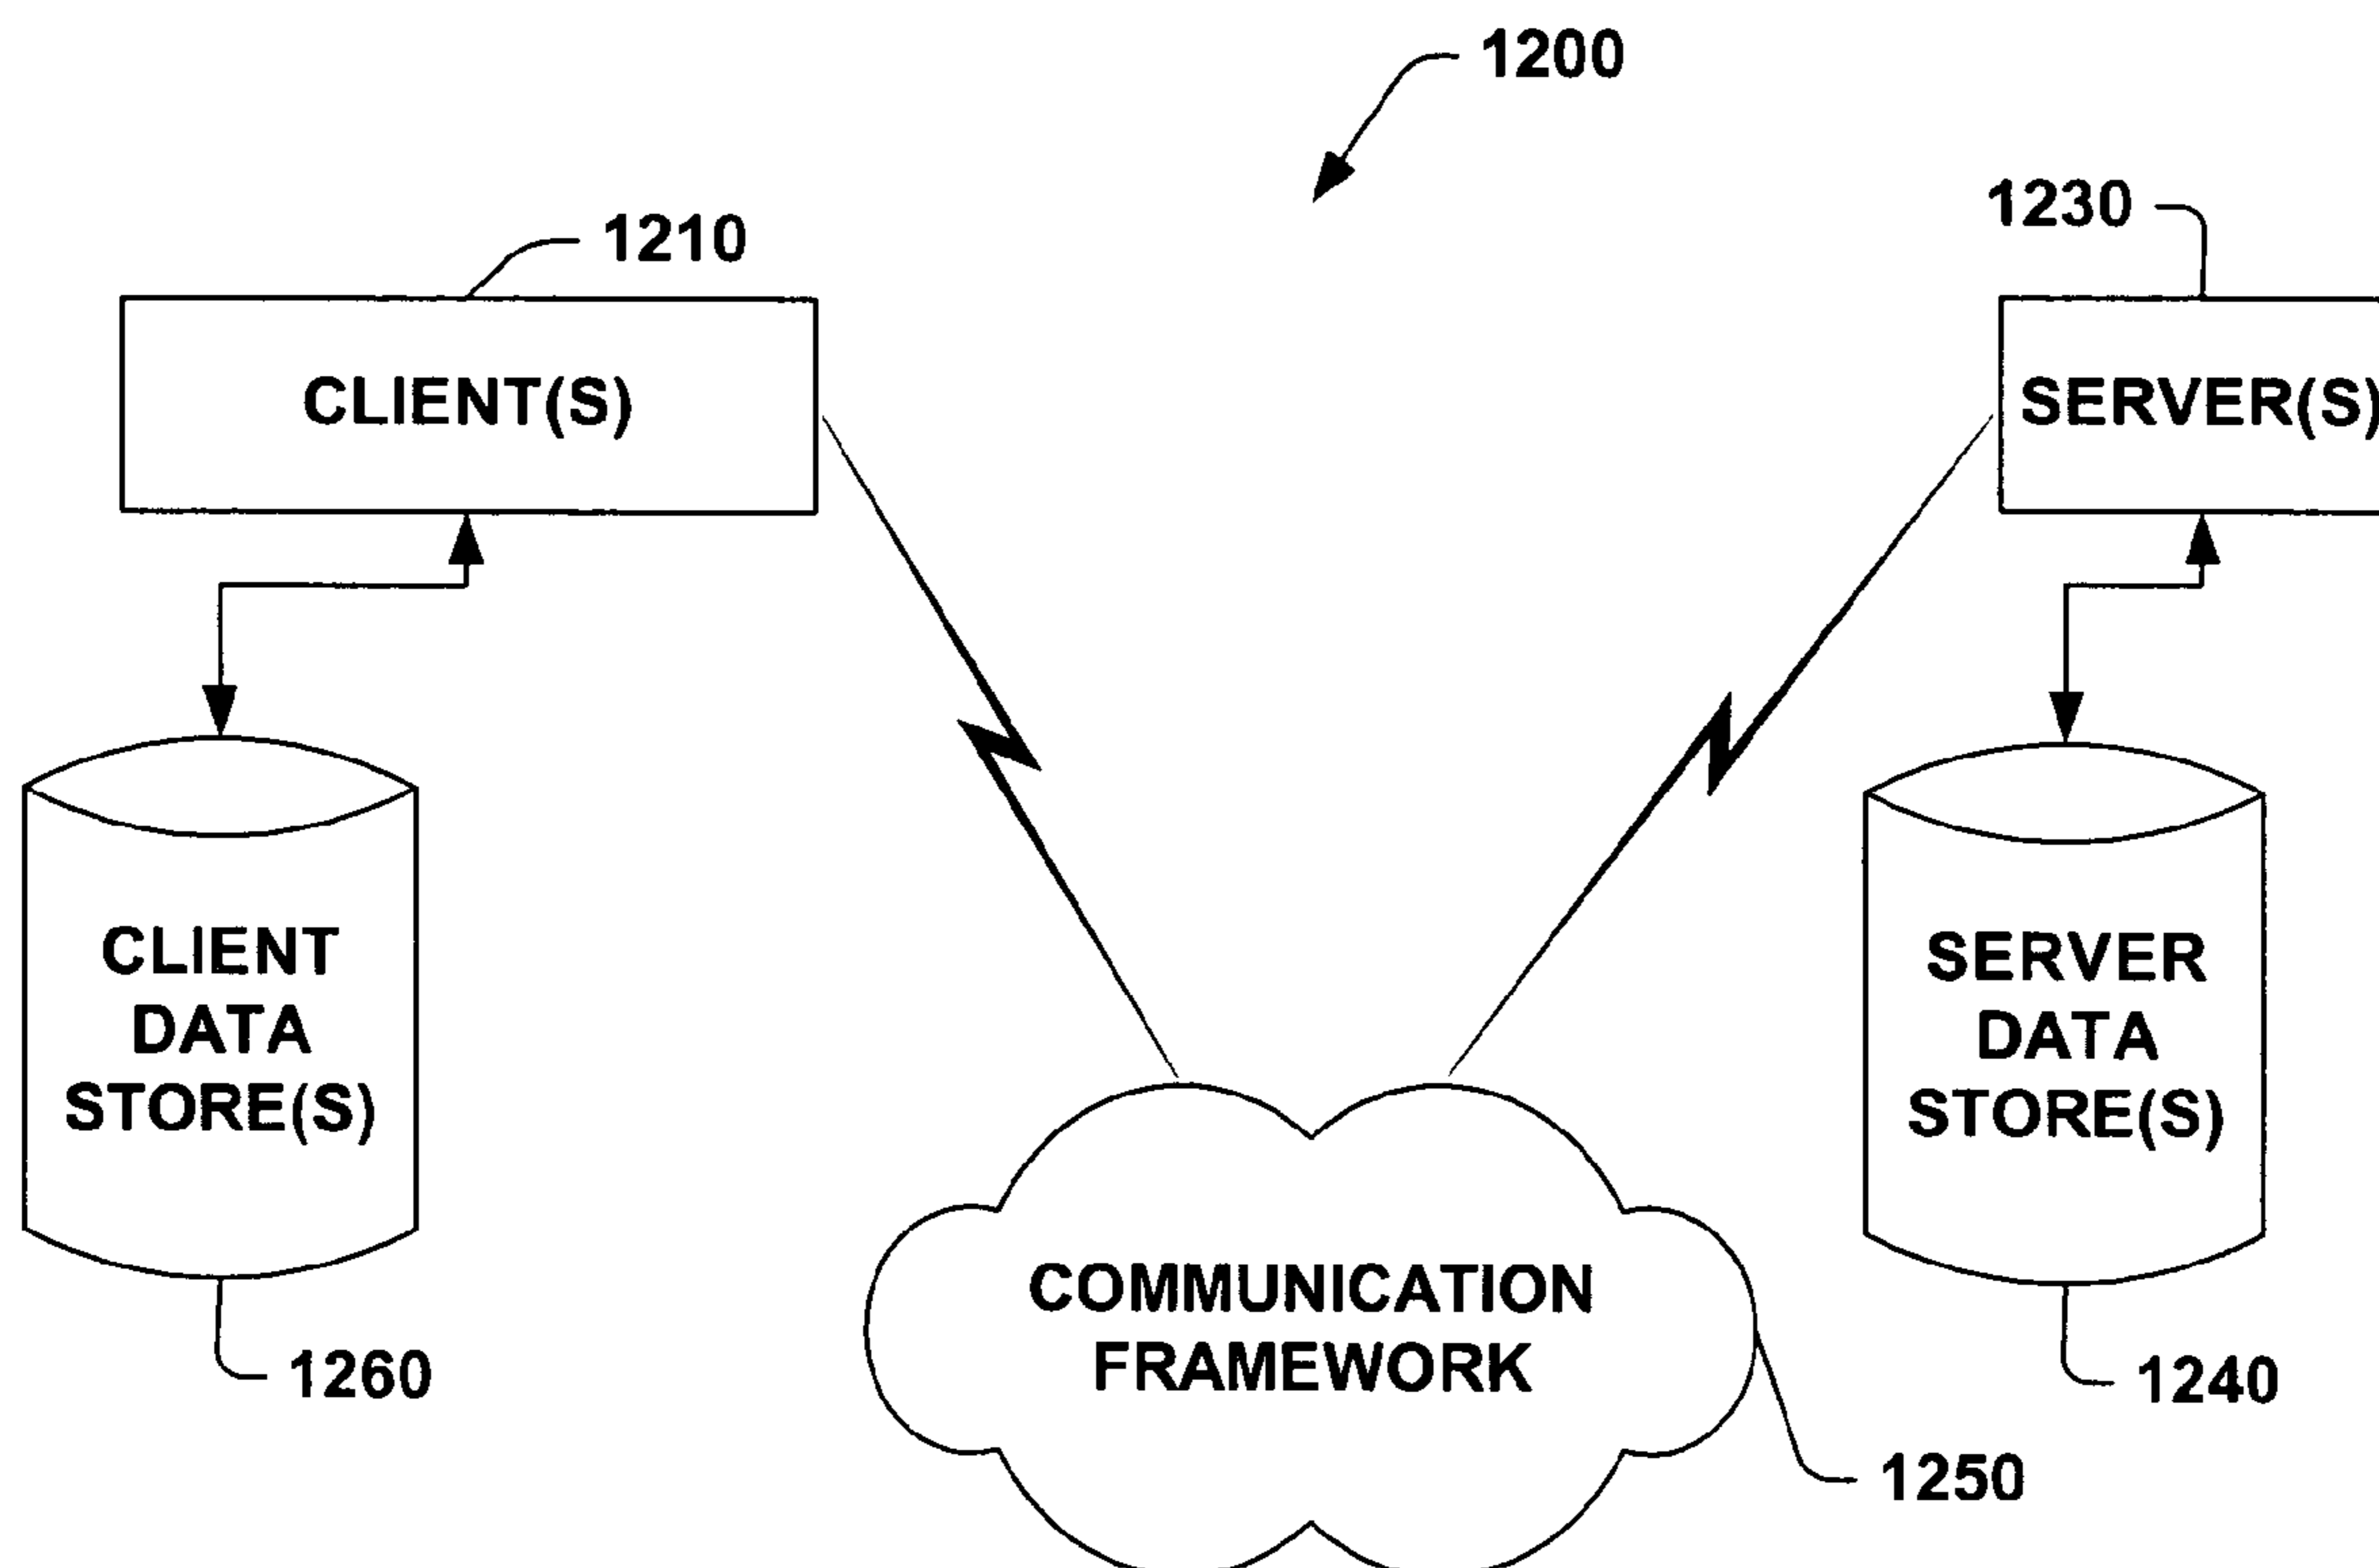 1200
1210
1230
CLIENT(S)
SERVER(S)
CLIENT
DATA
STORE(S)
SERVER
DATA
STORE(S)
COMMUNICATION
FRAMEWORK
1260
1240
1250